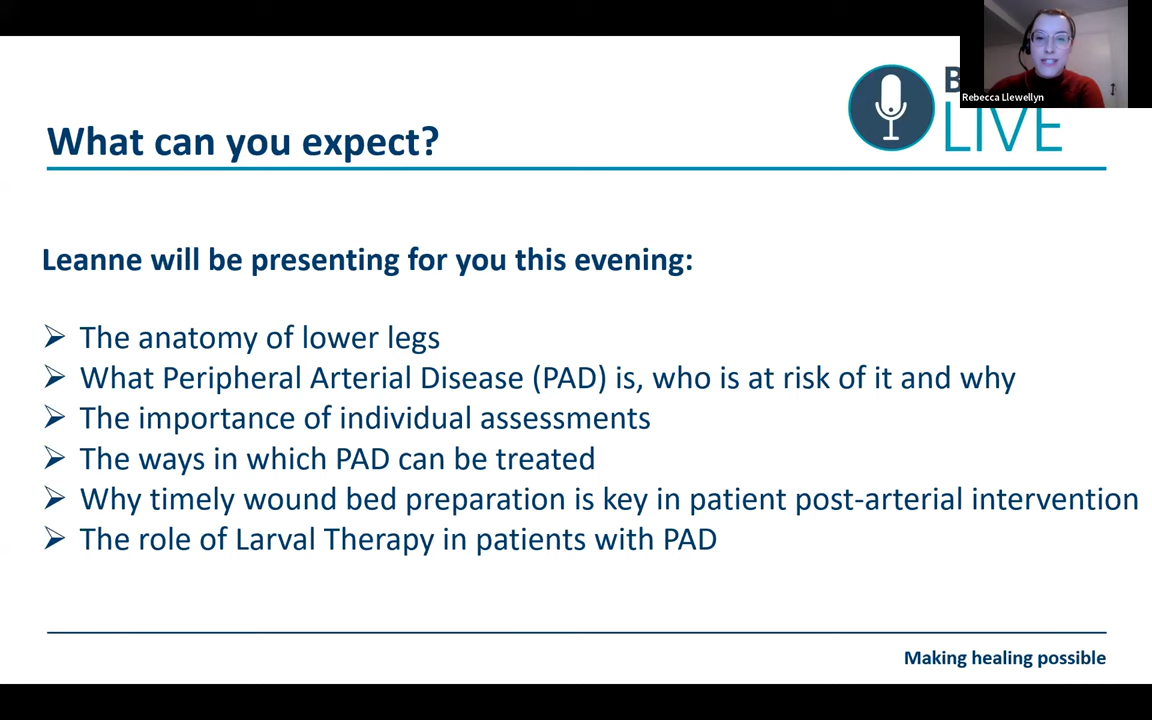 Rebecca Llewellyn
LIVE
What can you expect?
Leanne will be presenting for you this evening:
➢ The anatomy of lower legs
➢ What Peripheral Arterial Disease (PAD) is, who is at risk of it and why
➢ The importance of individual assessments
➢ The ways in which PAD can be treated
➢ Why timely wound bed preparation is key in patient post-arterial intervention
➢ The role of Larval Therapy in patients with PAD
Making healing possible